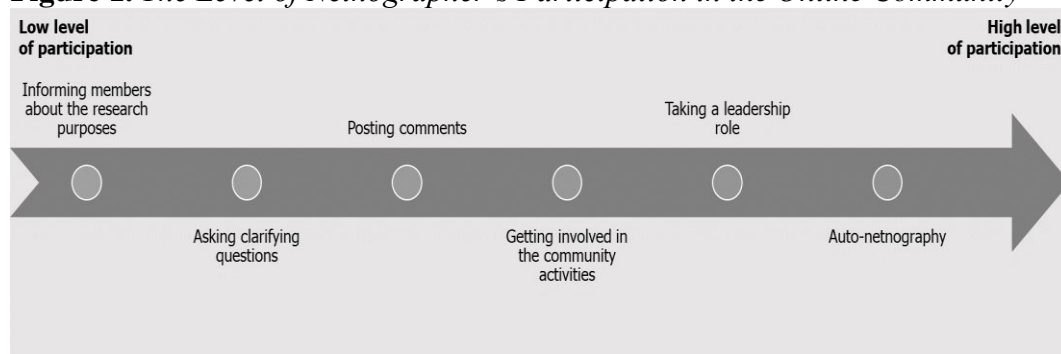 The Level of Netnographer's Participation in the Online Community
Low level
of participation
High level
of participation
Informing members
about the research
purposes
Posting comments
Taking a leadership
role
Asking clarifying
questions
Getting involved in
the community
activities
Auto-netnography